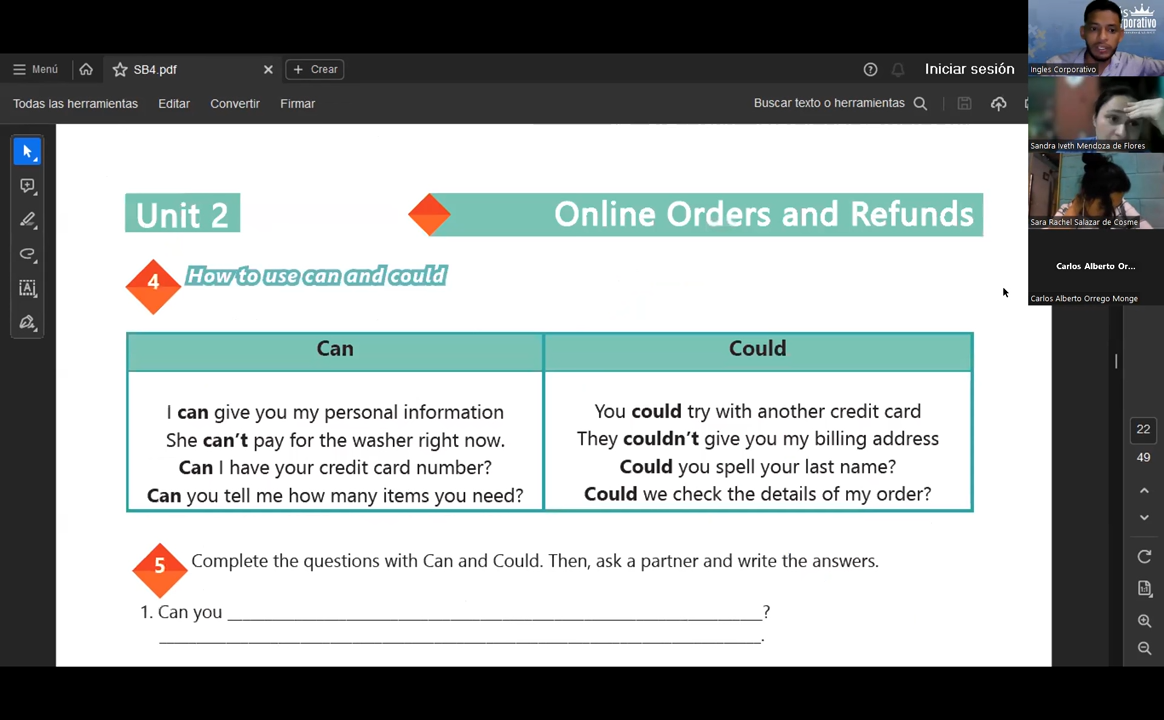 Menú
SB4.pdf
Crear
Iniciar sesión
Todas las herramientas
Editar
Convertir
Firmar
Buscar texto o herramientas
Unit 2
Online Orders and Refunds
4
How to use can and could
Can
Could
I can give you my personal information
She can't pay for the washer right now.
Can I have your credit card number?
Can you tell me how many items you need?
You could try with another credit card
They couldn't give you my billing address
Could you spell your last name?
Could we check the details of my order?
5
Complete the questions with Can and Could. Then, ask a partner and write the answers.
1. Can you ______________________________________________________?
____________________________________________________________.
Ingles Corporativo
Sandra Iveth Mendoza de Flores
Sara Rachel Salazar de Cosme
Carlos Alberto Or...
Carlos Alberto Orrego Monge
22
49